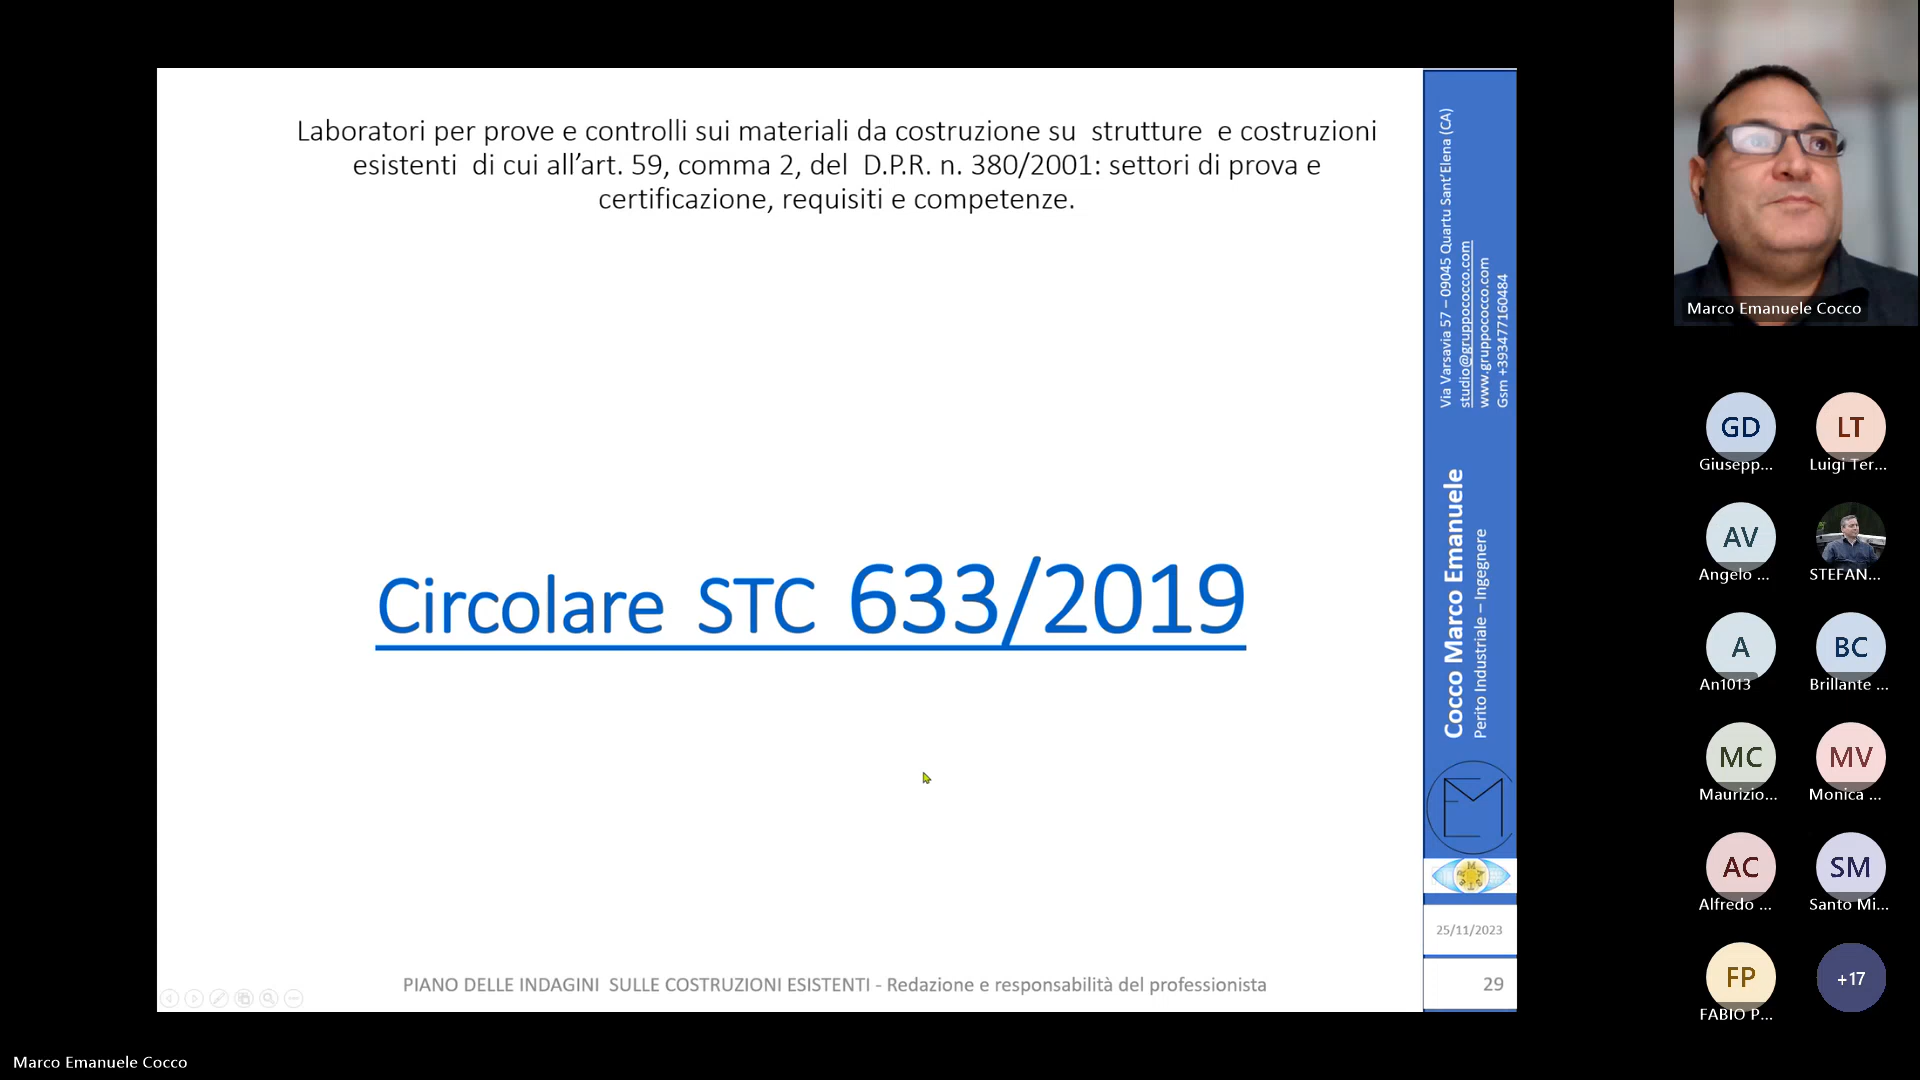 Laboratori per prove e controlli sui materiali da costruzione su strutture e costruzioni
esistenti di cui all’art. 59, comma 2, del D.P.R. n. 380/2001: settori di prova e
certificazione, requisiti e competenze.
Circolare STC 633/2019
PIANO DELLE INDAGINI SULLE COSTRUZIONI ESISTENTI - Redazione e responsabilità del professionista
Via Varsavia 57 – 09045 Quartu Sant’Elena (CA)
studio@gruppococco.com
www.gruppococco.com
Gsm +393477160484
Cocco Marco Emanuele
Perito Industriale – Ingegnere
25/11/2023
29
Marco Emanuele Cocco
GD
Giusepp...
LT
Luigi Ter...
AV
Angelo ...
STEFAN...
A
An1013
BC
Brillante ...
MC
Maurizio...
MV
Monica ...
AC
Alfredo ...
SM
Santo Mi...
FP
FABIO P...
+17
Marco Emanuele Cocco